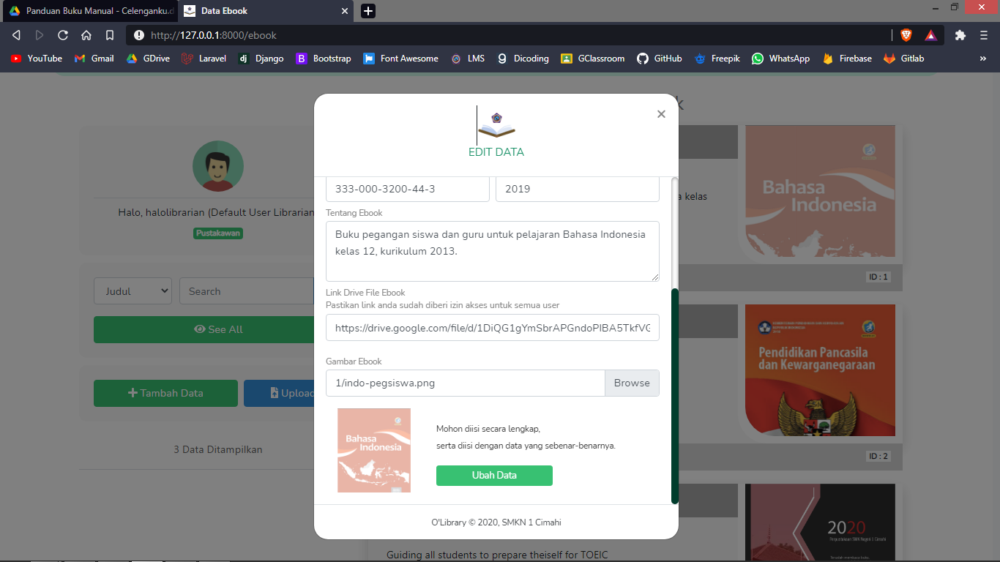 Panduan Buku Manual - Celenganku.d
Data Ebook
http://127.0.0.1:8000/ebook
YouTube
Gmail
GDrive
Laravel
Django
Bootstrap
Font Awesome
LMS
Dicoding
GClassroom
GitHub
Freepik
WhatsApp
Firebase
Gitlab
»
Halo, halolibrarian (Default User Librarian
Pustakawan
Judul
Search
See All
Tambah Data
Upload
3 Data Ditampilkan
EDIT DATA
333-000-3200-44-3
2019
Tentang Ebook
Buku pegangan siswa dan guru untuk pelajaran Bahasa Indonesia
kelas 12, kurikulum 2013.
Link Drive File Ebook
Pastikan link anda sudah diberi izin akses untuk semua user
https://drive.google.com/file/d/1DiQG1gYmSbrAPGndoPIBA5TkfVG
Gambar Ebook
1/indo-pegsiswa.png
Browse
Bahasa
Indonesia
Mohon diisi secara lengkap,
serta diisi dengan data yang sebenar-benarnya.
Ubah Data
O'Library © 2020, SMKN 1 Cimahi
k
a kelas
Bahasa
Indonesia
ID : 1
Pendidikan Pancasila
dan Kewarganegaraan
ID : 2
2020
Perpustakaan SMK Negeri 1 Cimahi
Guiding all students to prepare theiself for TOEIC